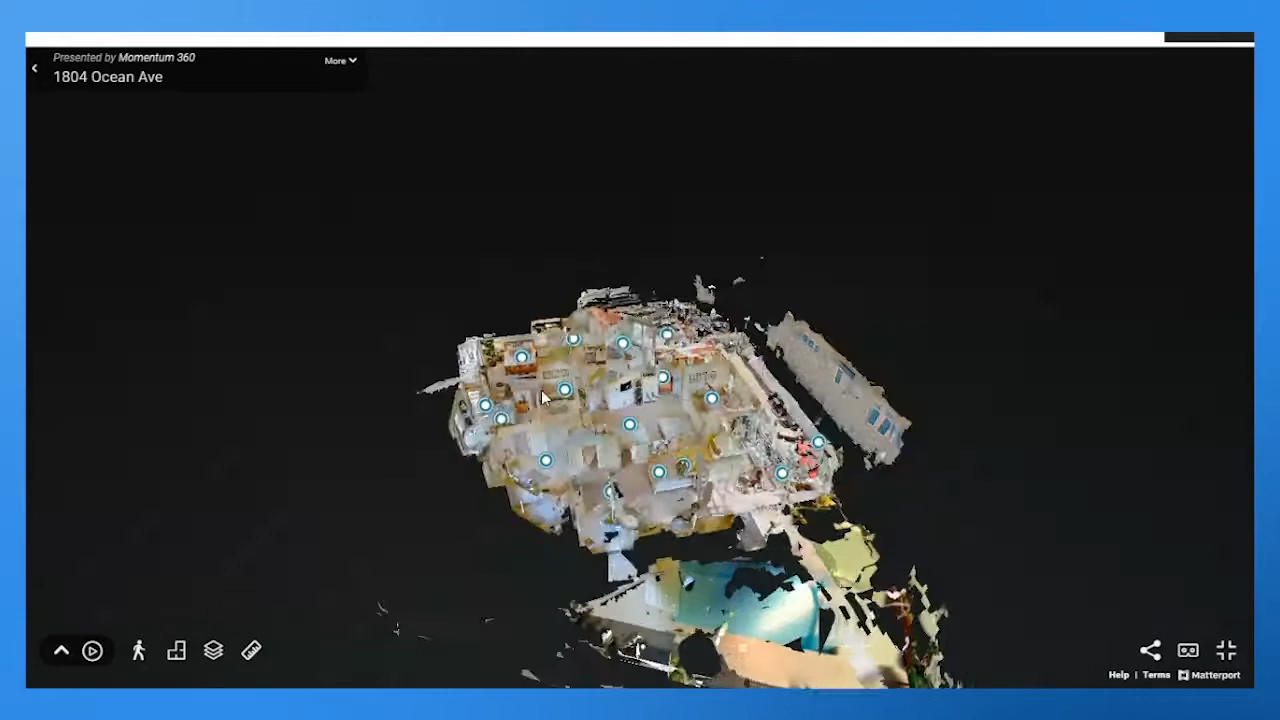 Presented by Momentum 360
More
1804 Ocean Ave
Help | Terms Matterport